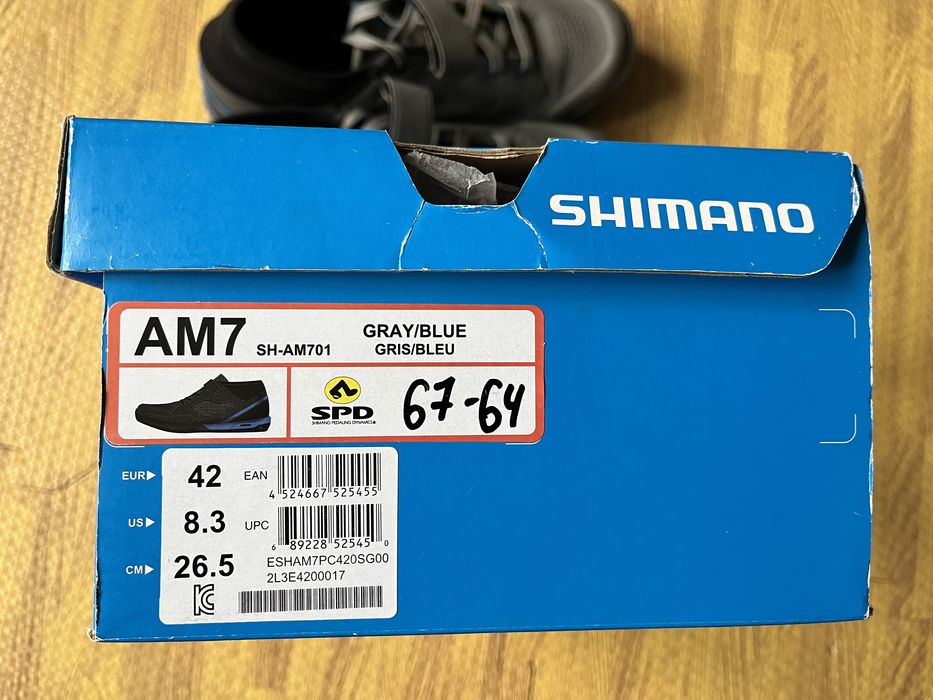 SHIMANO
AM7 SH-AM701
GRAY/BLUE
GRIS/BLEU
SPD
SHIMANO PEDALING DYNAMICS
67-64
EUR 42
EAN
4 524667 525455
US 8.3
UPC
6 89228 52545 0
CM 26.5
ESHAM7PC420SG00
2L3E4200017